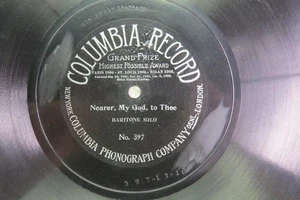 COLUMBIA RECORD
GRAND PRIZE
HIGHEST POSSIBLE AWARD
PARIS 1900 - ST. LOUIS 1904 - MILAN 1906
Nearer, My God, to Thee
BARITONE SOLO
No. 397
NEW YORK. COLUMBIA PHONOGRAPH COMPANY GENL. LONDON.